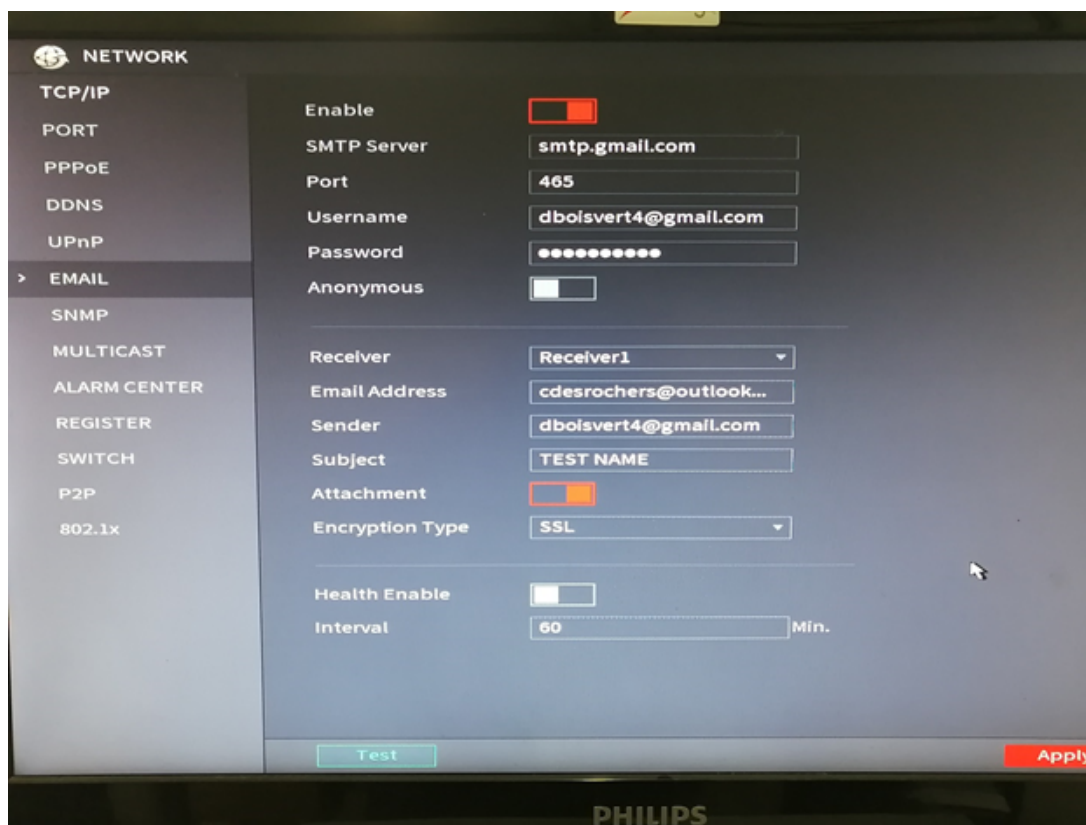 NETWORK
TCP/IP
PORT
PPPoE
DDNS
UPnP
> EMAIL
SNMP
MULTICAST
ALARM CENTER
REGISTER
SWITCH
P2P
802.1x
Enable
SMTP Server smtp.gmail.com
Port 465
Username dboisvert4@gmail.com
Password ●●●●●●●●●●
Anonymous
Receiver Receiver1
Email Address cdesrochers@outlook...
Sender dboisvert4@gmail.com
Subject TEST NAME
Attachment
Encryption Type SSL
Health Enable
Interval 60 Min.
Test Apply
PHILIPS